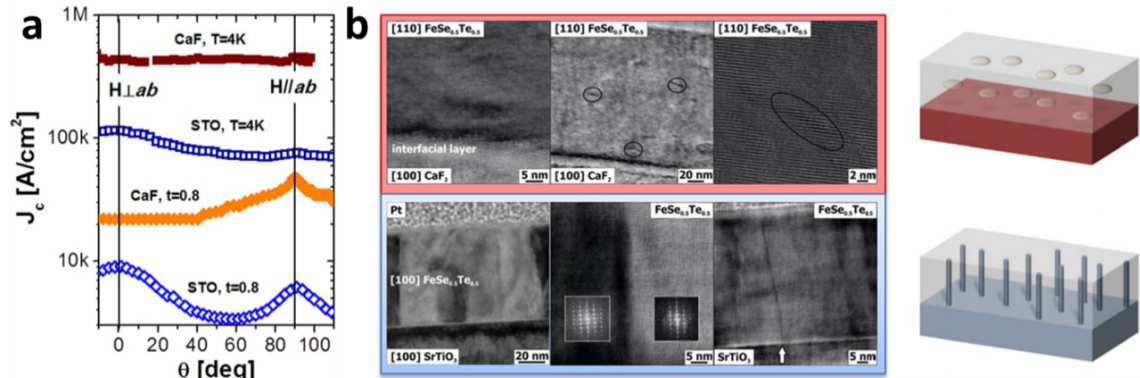 a
1M
100k
10k
J_c [A/cm²]
CaF, T=4K
H⊥ab
H//ab
STO, T=4K
CaF, t=0.8
STO, t=0.8
0 20 40 60 80 100
θ [deg]
b
[110] FeSe₀.₅Te₀.₅
interfacial layer
[100] CaF₂
5 nm
[110] FeSe₀.₅Te₀.₅
[100] CaF₂
20 nm
[110] FeSe₀.₅Te₀.₅
2 nm
Pt
[100] FeSe₀.₅Te₀.₅
[100] SrTiO₃
20 nm
FeSe₀.₅Te₀.₅
5 nm
FeSe₀.₅Te₀.₅
SrTiO₃
5 nm